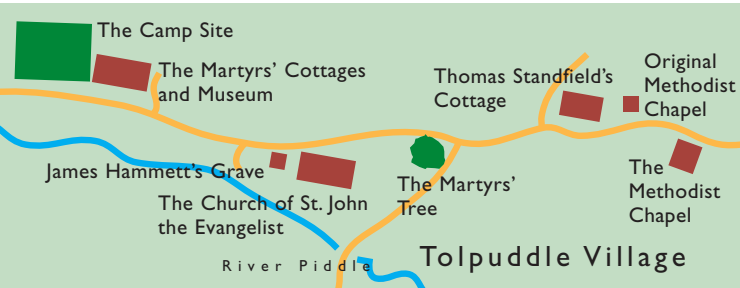 The Camp Site
The Martyrs' Cottages
and Museum
Thomas Standfield's
Cottage
Original
Methodist
Chapel
James Hammett's Grave
The Church of St. John
the Evangelist
The Martyrs'
Tree
The
Methodist
Chapel
Tolpuddle Village
River Piddle